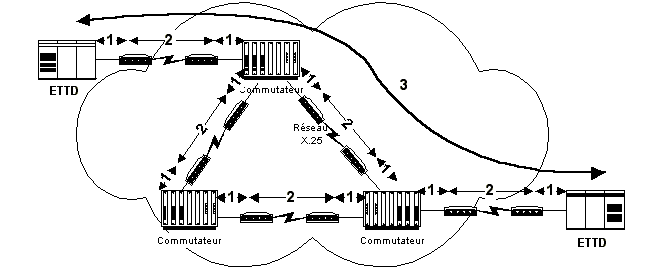 1 2 1
3
ETTD
Commutateur
1 2 1
1 2 1
Réseau
X.25
1 2 1
1 2 1
Commutateur
Commutateur
ETTD